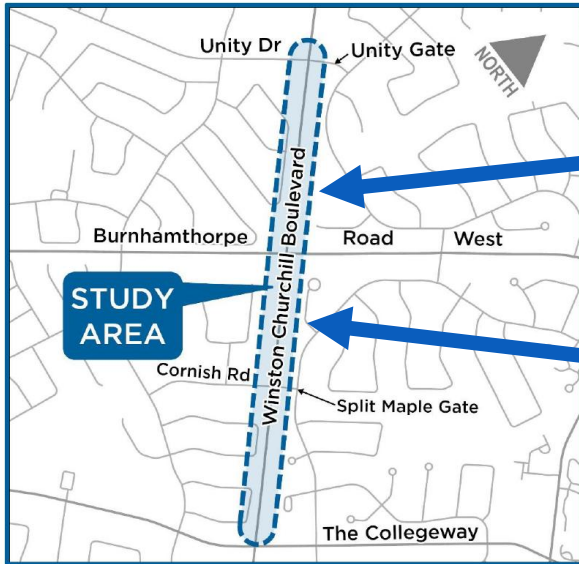 Unity Dr
Unity Gate
NORTH
Winston Churchill Boulevard
Burnhamthorpe Road West
STUDY
AREA
Cornish Rd
Split Maple Gate
The Collegeway